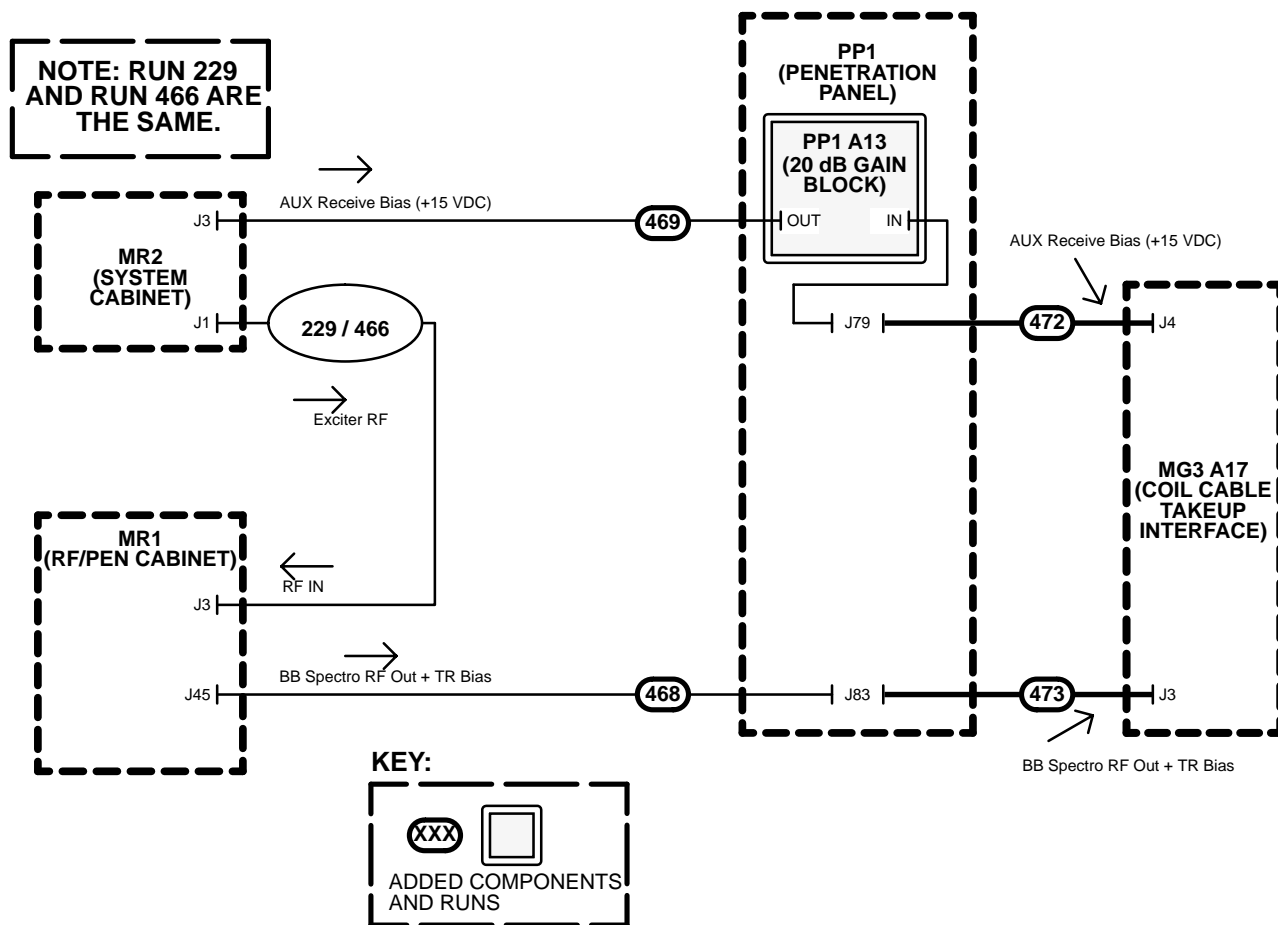 NOTE: RUN 229
AND RUN 466 ARE
THE SAME.
PP1
(PENETRATION
PANEL)
PP1 A13
(20 dB GAIN
BLOCK)
OUT
IN
AUX Receive Bias (+15 VDC)
J3
469
MR2
(SYSTEM
CABINET)
J1
229 / 466
Exciter RF
AUX Receive Bias (+15 VDC)
J79
472
J4
MG3 A17
(COIL CABLE
TAKEUP
INTERFACE)
MR1
(RF/PEN CABINET)
RF IN
J3
BB Spectro RF Out + TR Bias
J45
468
J83
473
J3
BB Spectro RF Out + TR Bias
KEY:
XXX
ADDED COMPONENTS
AND RUNS